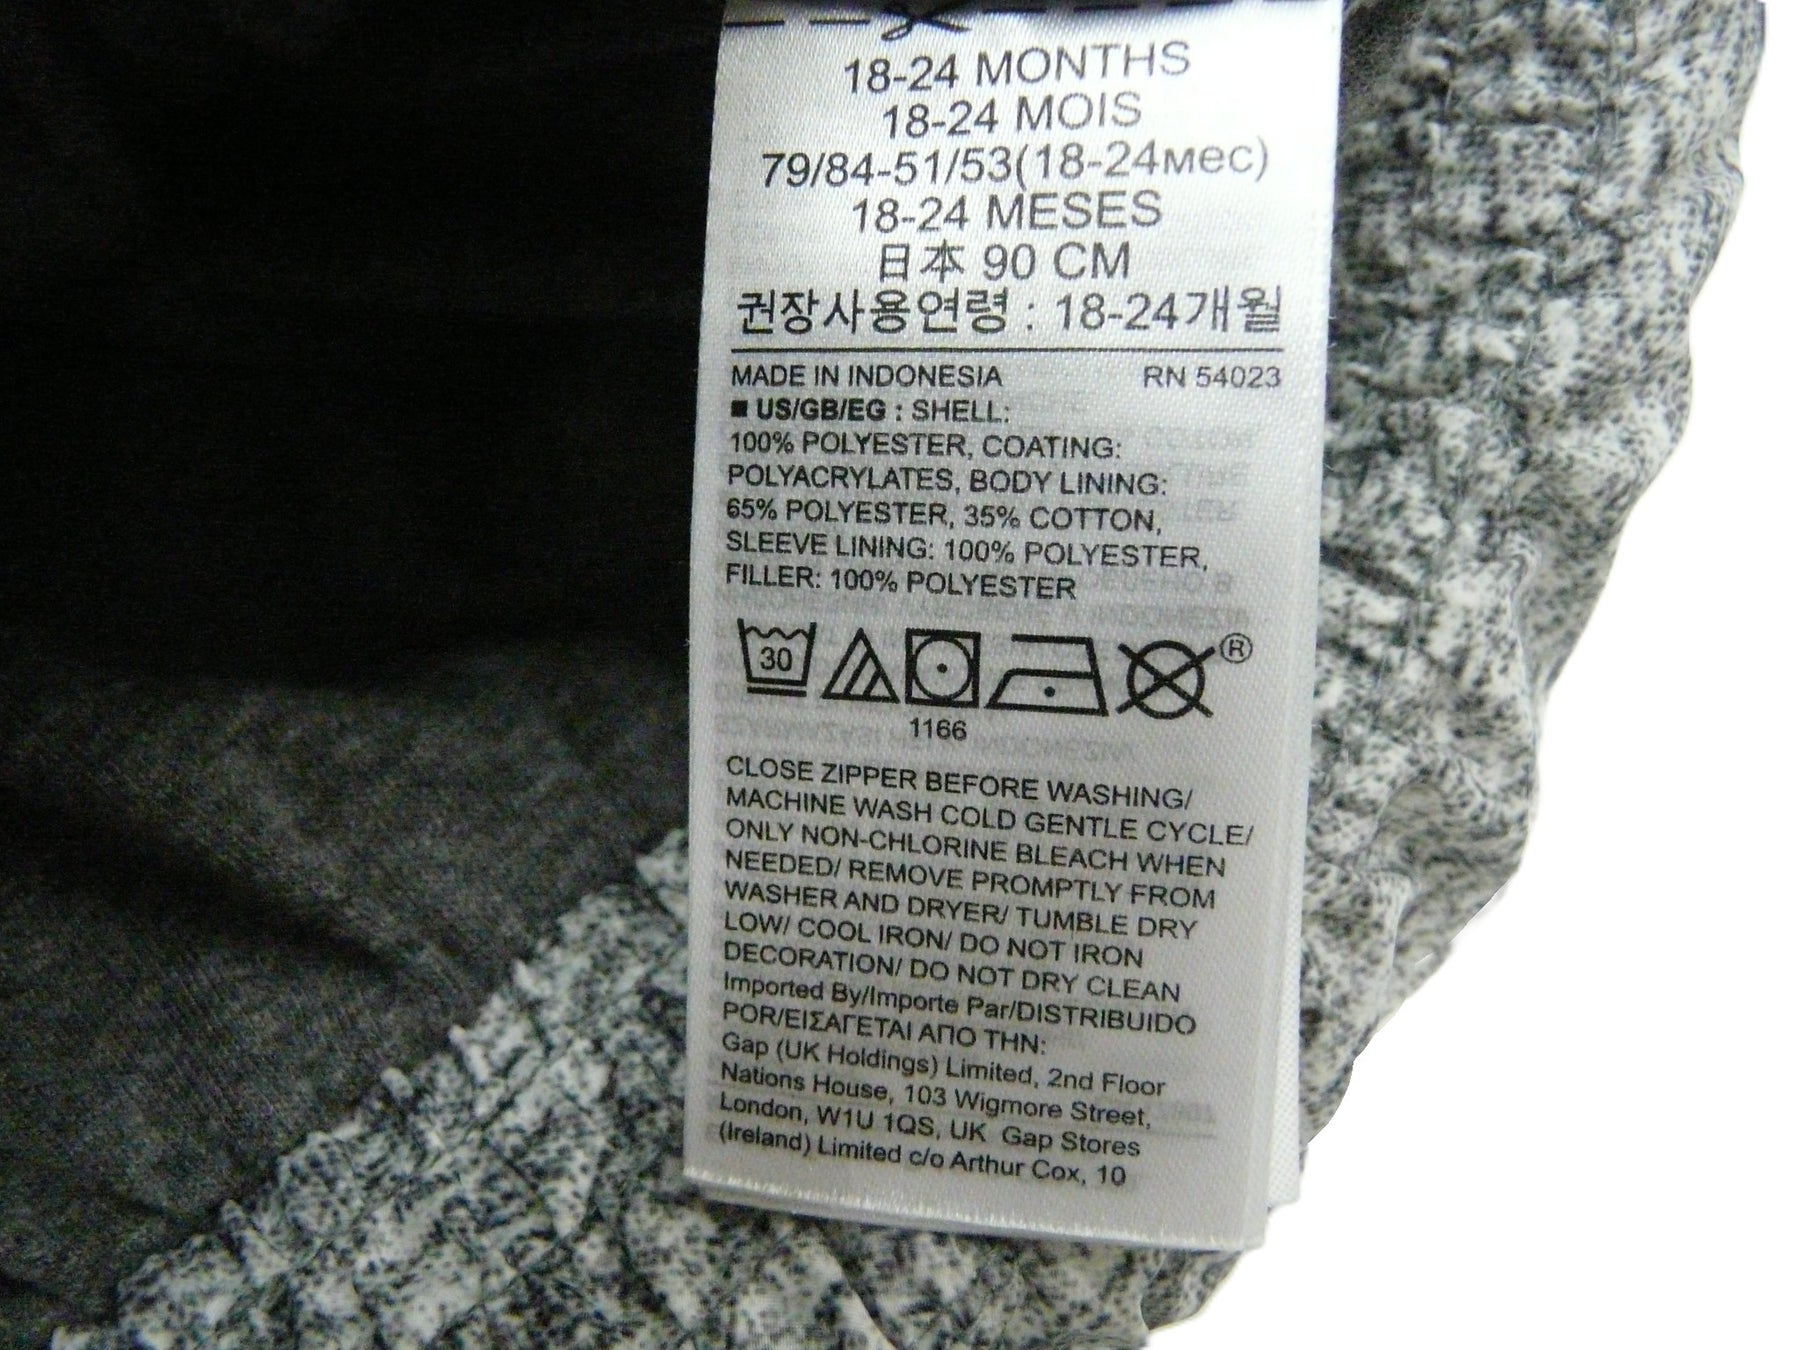 18-24 MONTHS
18-24 MOIS
79/84-51/53(18-24мес)
18-24 MESES
日本 90 CM
권장사용연령 : 18-24개월
MADE IN INDONESIA RN 54023
■ US/GB/EG : SHELL:
100% POLYESTER, COATING:
POLYACRYLATES, BODY LINING:
65% POLYESTER, 35% COTTON,
SLEEVE LINING: 100% POLYESTER,
FILLER: 100% POLYESTER
30 ®
1166
CLOSE ZIPPER BEFORE WASHING/
MACHINE WASH COLD GENTLE CYCLE/
ONLY NON-CHLORINE BLEACH WHEN
NEEDED/ REMOVE PROMPTLY FROM
WASHER AND DRYER/ TUMBLE DRY
LOW/ COOL IRON/ DO NOT IRON
DECORATION/ DO NOT DRY CLEAN
Imported By/Importe Par/DISTRIBUIDO
POR/ΕΙΣΑΓΕΤΑΙ ΑΠΟ ΤΗΝ:
Gap (UK Holdings) Limited, 2nd Floor
Nations House, 103 Wigmore Street,
London, W1U 1QS, UK Gap Stores
(Ireland) Limited c/o Arthur Cox, 10